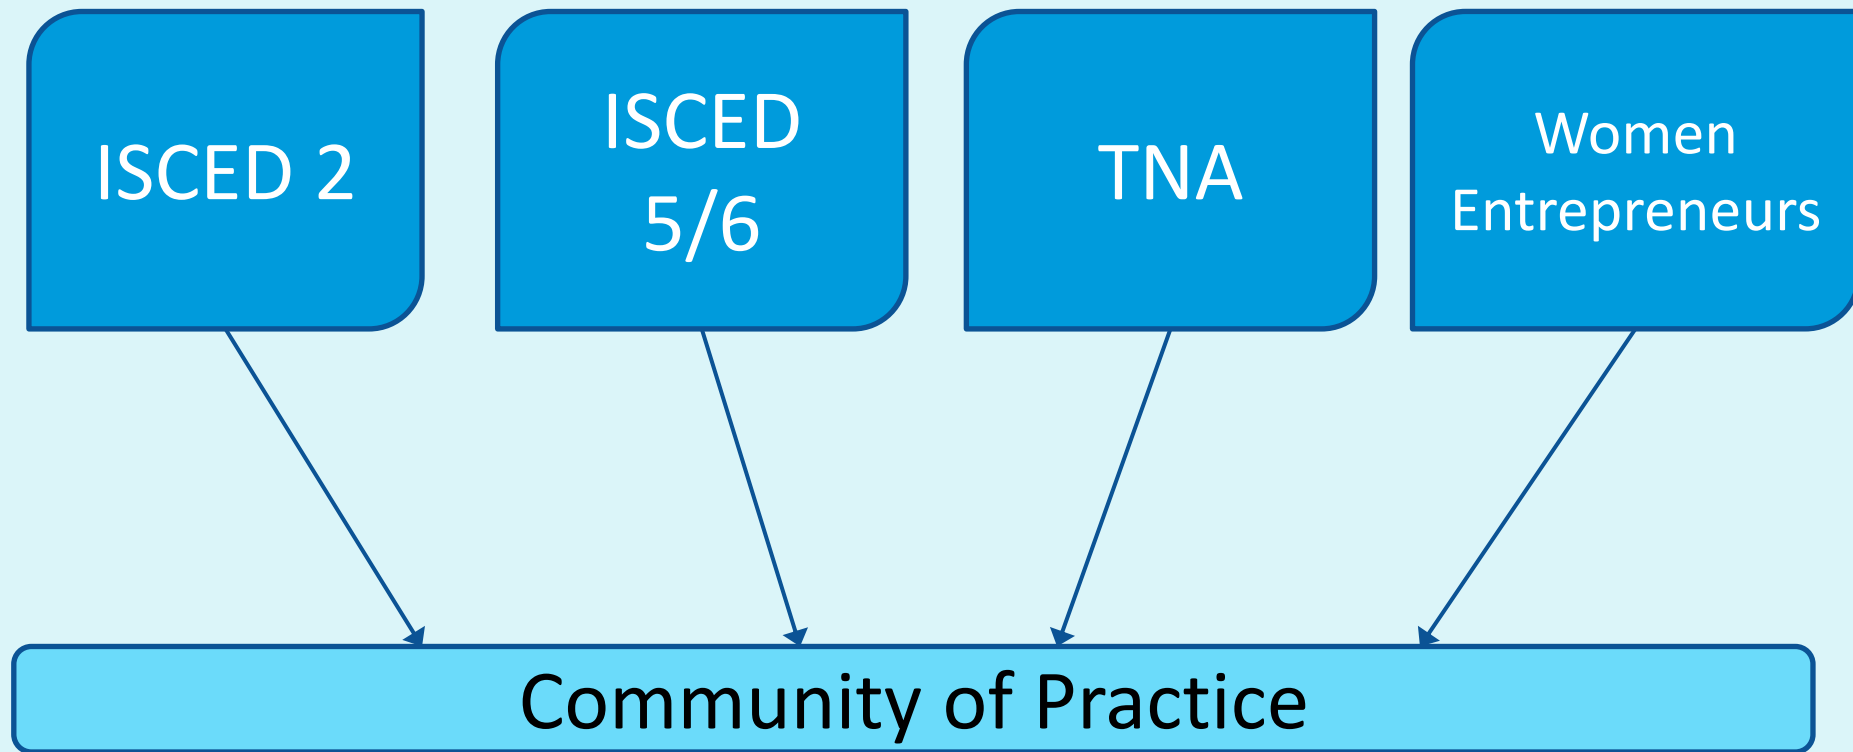 ISCED 2
ISCED
5/6
TNA
Women
Entrepreneurs
Community of Practice